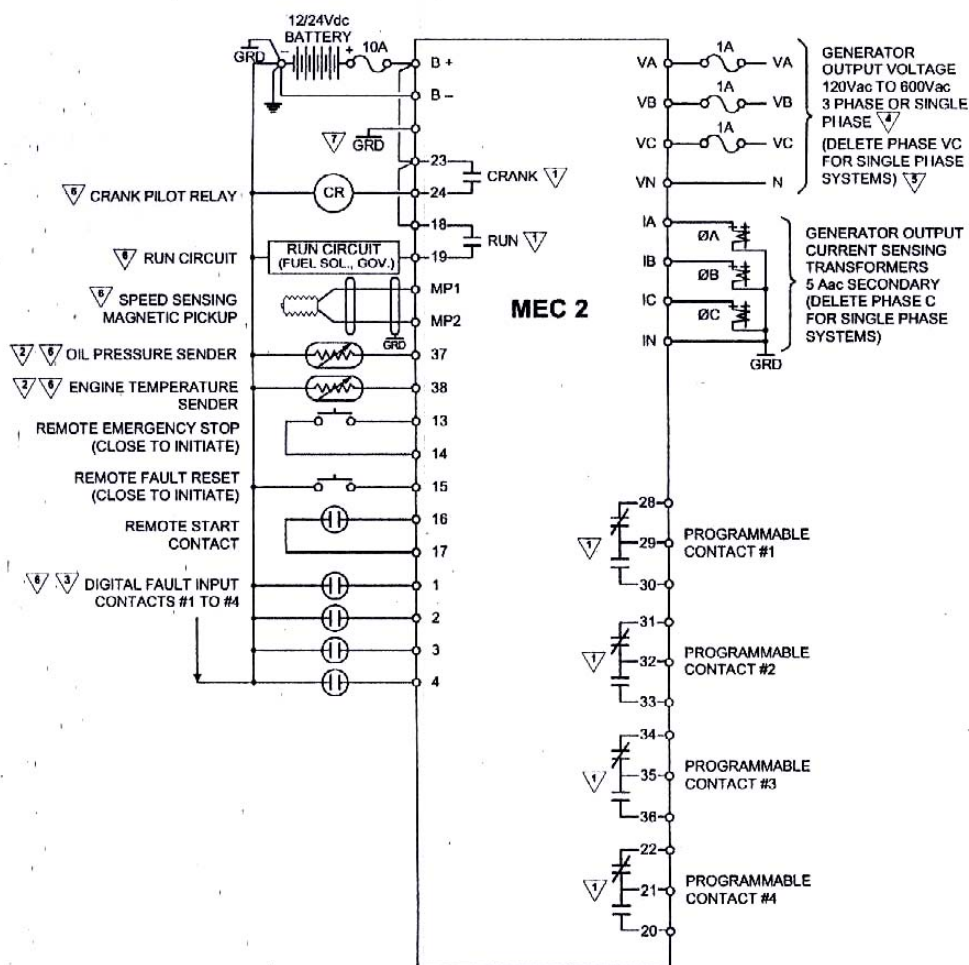 12/24Vdc
BATTERY
GRD
−
+
10A
B +
B −
7
GRD
23
CRANK 1
6 CRANK PILOT RELAY
CR
24
18
RUN 1
6 RUN CIRCUIT
RUN CIRCUIT
(FUEL SOL., GOV.)
19
6 SPEED SENSING
MAGNETIC PICKUP
MP1
MP2
GRD
2 6 OIL PRESSURE SENDER
37
2 6 ENGINE TEMPERATURE
SENDER
38
REMOTE EMERGENCY STOP
(CLOSE TO INITIATE)
13
14
REMOTE FAULT RESET
(CLOSE TO INITIATE)
15
REMOTE START
CONTACT
16
17
6 3 DIGITAL FAULT INPUT
CONTACTS #1 TO #4
1
2
3
4
MEC 2
VA 1A VA
VB 1A VB
VC 1A VC
VN N
GENERATOR
OUTPUT VOLTAGE
120Vac TO 600Vac
3 PHASE OR SINGLE
PHASE 4
(DELETE PHASE VC
FOR SINGLE PHASE
SYSTEMS) 5
IA ØA
IB ØB
IC ØC
IN
GRD
GENERATOR OUTPUT
CURRENT SENSING
TRANSFORMERS
5 Aac SECONDARY
(DELETE PHASE C
FOR SINGLE PHASE
SYSTEMS)
28
1 29
30
PROGRAMMABLE
CONTACT #1
31
1 32
33
PROGRAMMABLE
CONTACT #2
34
1 35
36
PROGRAMMABLE
CONTACT #3
22
1 21
20
PROGRAMMABLE
CONTACT #4